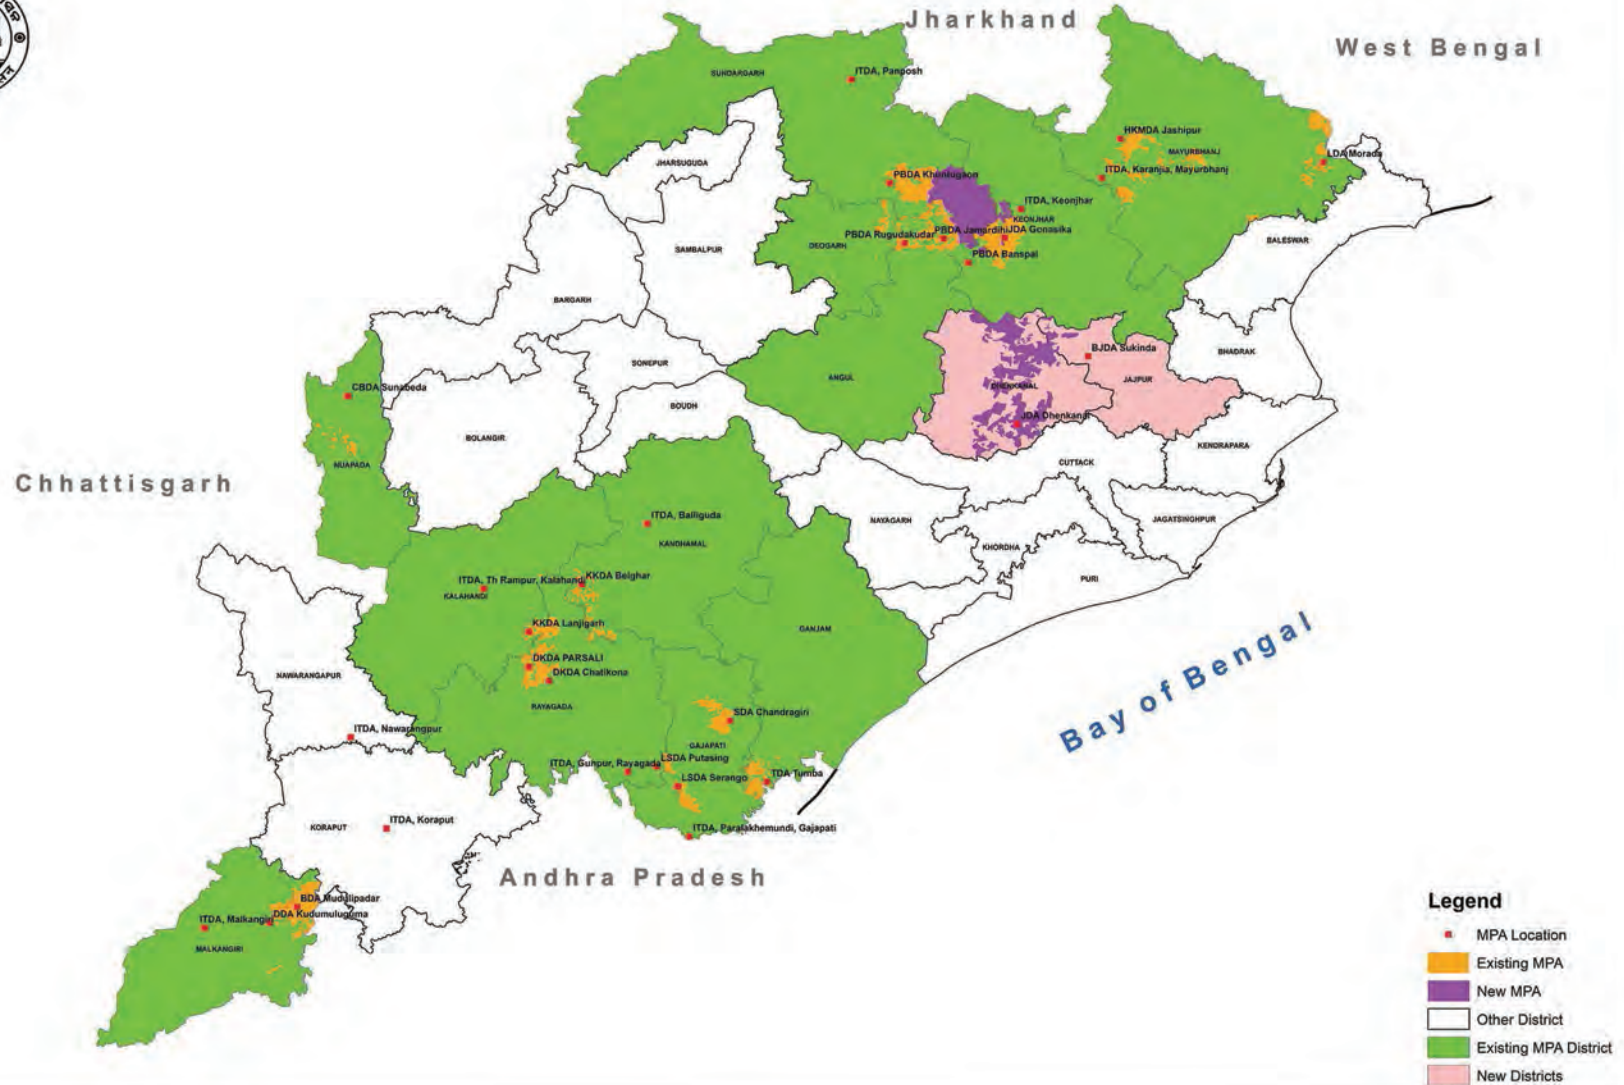 Jharkhand
West Bengal
SUNDARGARH
ITDA, Panposh
HKMDA Jashipur
MAYURBHANJ
LDA Morada
JHARSUGUDA
PBDA Khuntugaon
ITDA, Karanjia, Mayurbhanj
ITDA, Keonjhar
KEONJHAR
PBDA Rugudakudar
PBDA Jamardihi
JDA Gonasika
DEOGARH
SAMBALPUR
BALESWAR
PBDA Banspal
BARGARH
BJDA Sukinda
BHADRAK
SONEPUR
ANGUL
JAJPUR
DHENKANAL
CBDA Sunabeda
BOUDH
JDA Dhenkanal
BOLANGIR
KENDRAPARA
NUAPADA
CUTTACK
Chhattisgarh
ITDA, Balliguda
NAYAGARH
JAGATSINGHPUR
KANDHAMAL
KHORDHA
ITDA, Th Rampur, Kalahandi
KKDA Belghar
PURI
KALAHANDI
KKDA Lanjigarh
GANJAM
DKDA PARSALI
DKDA Chatikona
NAWARANGAPUR
RAYAGADA
SDA Chandragiri
Bay of Bengal
ITDA, Nawarangpur
GAJAPATI
ITDA, Gunpur, Rayagada
LSDA Putasing
LSDA Serango
TDA Tumba
KORAPUT
ITDA, Koraput
ITDA, Paralakhemundi, Gajapati
Andhra Pradesh
BDA Mudulipadar
ITDA, Malkangiri
DDA Kudumuluguma
MALKANGIRI
Legend
MPA Location
Existing MPA
New MPA
Other District
Existing MPA District
New Districts